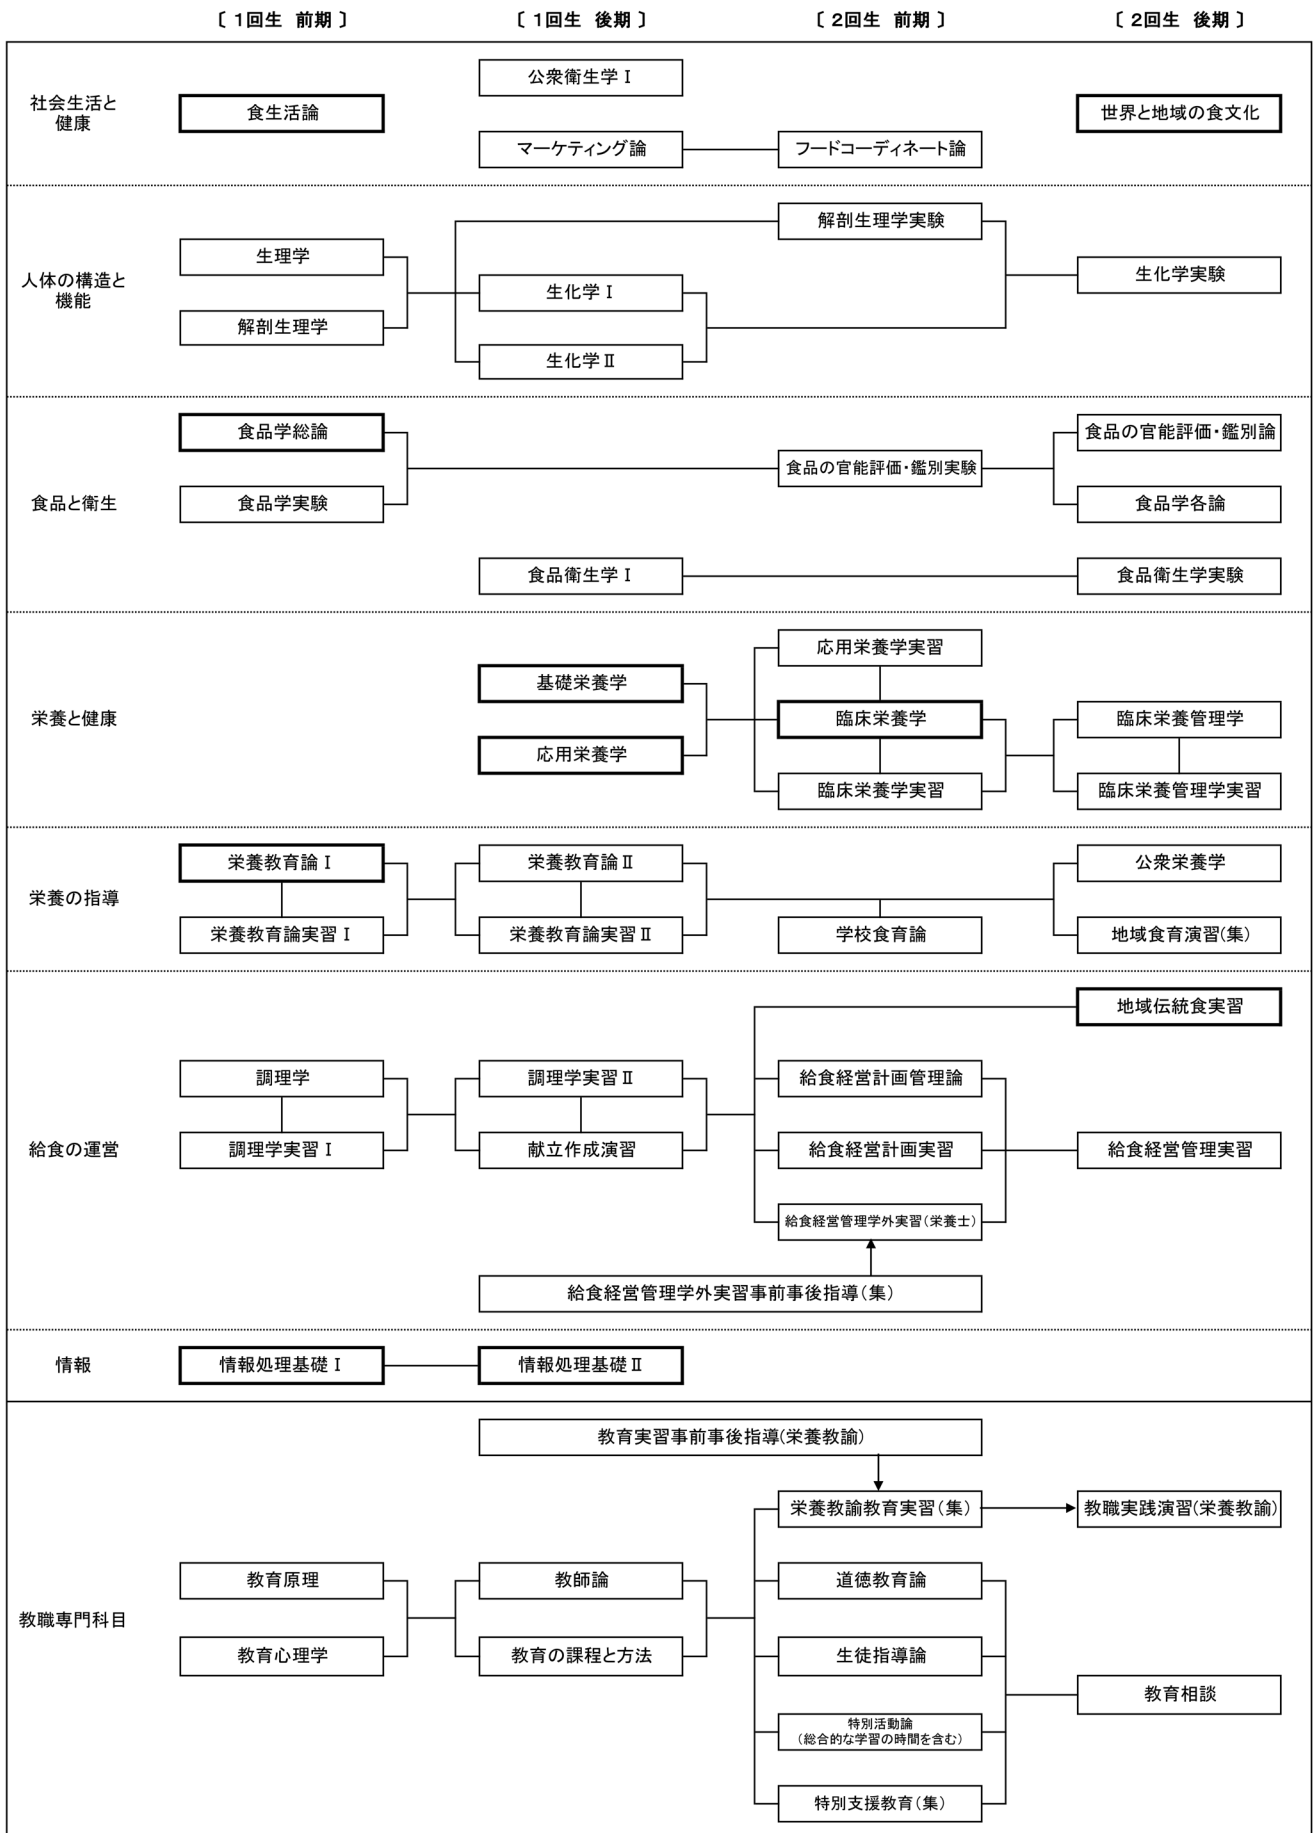 〔 1回生 前期 〕
〔 1回生 後期 〕
〔 2回生 前期 〕
〔 2回生 後期 〕
社会生活と
健康
食生活論
公衆衛生学Ⅰ
マーケティング論
フードコーディネート論
世界と地域の食文化
人体の構造と
機能
生理学
解剖生理学
生化学Ⅰ
生化学Ⅱ
解剖生理学実験
生化学実験
食品と衛生
食品学総論
食品学実験
食品衛生学Ⅰ
食品の官能評価・鑑別実験
食品の官能評価・鑑別論
食品学各論
食品衛生学実験
栄養と健康
基礎栄養学
応用栄養学
応用栄養学実習
臨床栄養学
臨床栄養学実習
臨床栄養管理学
臨床栄養管理学実習
栄養の指導
栄養教育論Ⅰ
栄養教育論実習Ⅰ
栄養教育論Ⅱ
栄養教育論実習Ⅱ
学校食育論
公衆栄養学
地域食育演習(集)
給食の運営
調理学
調理学実習Ⅰ
調理学実習Ⅱ
献立作成演習
給食経営計画管理論
給食経営計画実習
給食経営管理学外実習(栄養士)
給食経営管理学外実習事前事後指導(集)
地域伝統食実習
給食経営管理実習
情報
情報処理基礎Ⅰ
情報処理基礎Ⅱ
教職専門科目
教育実習事前事後指導(栄養教諭)
教育原理
教育心理学
教師論
教育の課程と方法
栄養教諭教育実習(集)
道徳教育論
生徒指導論
特別活動論
(総合的な学習の時間を含む)
特別支援教育(集)
教職実践演習(栄養教諭)
教育相談